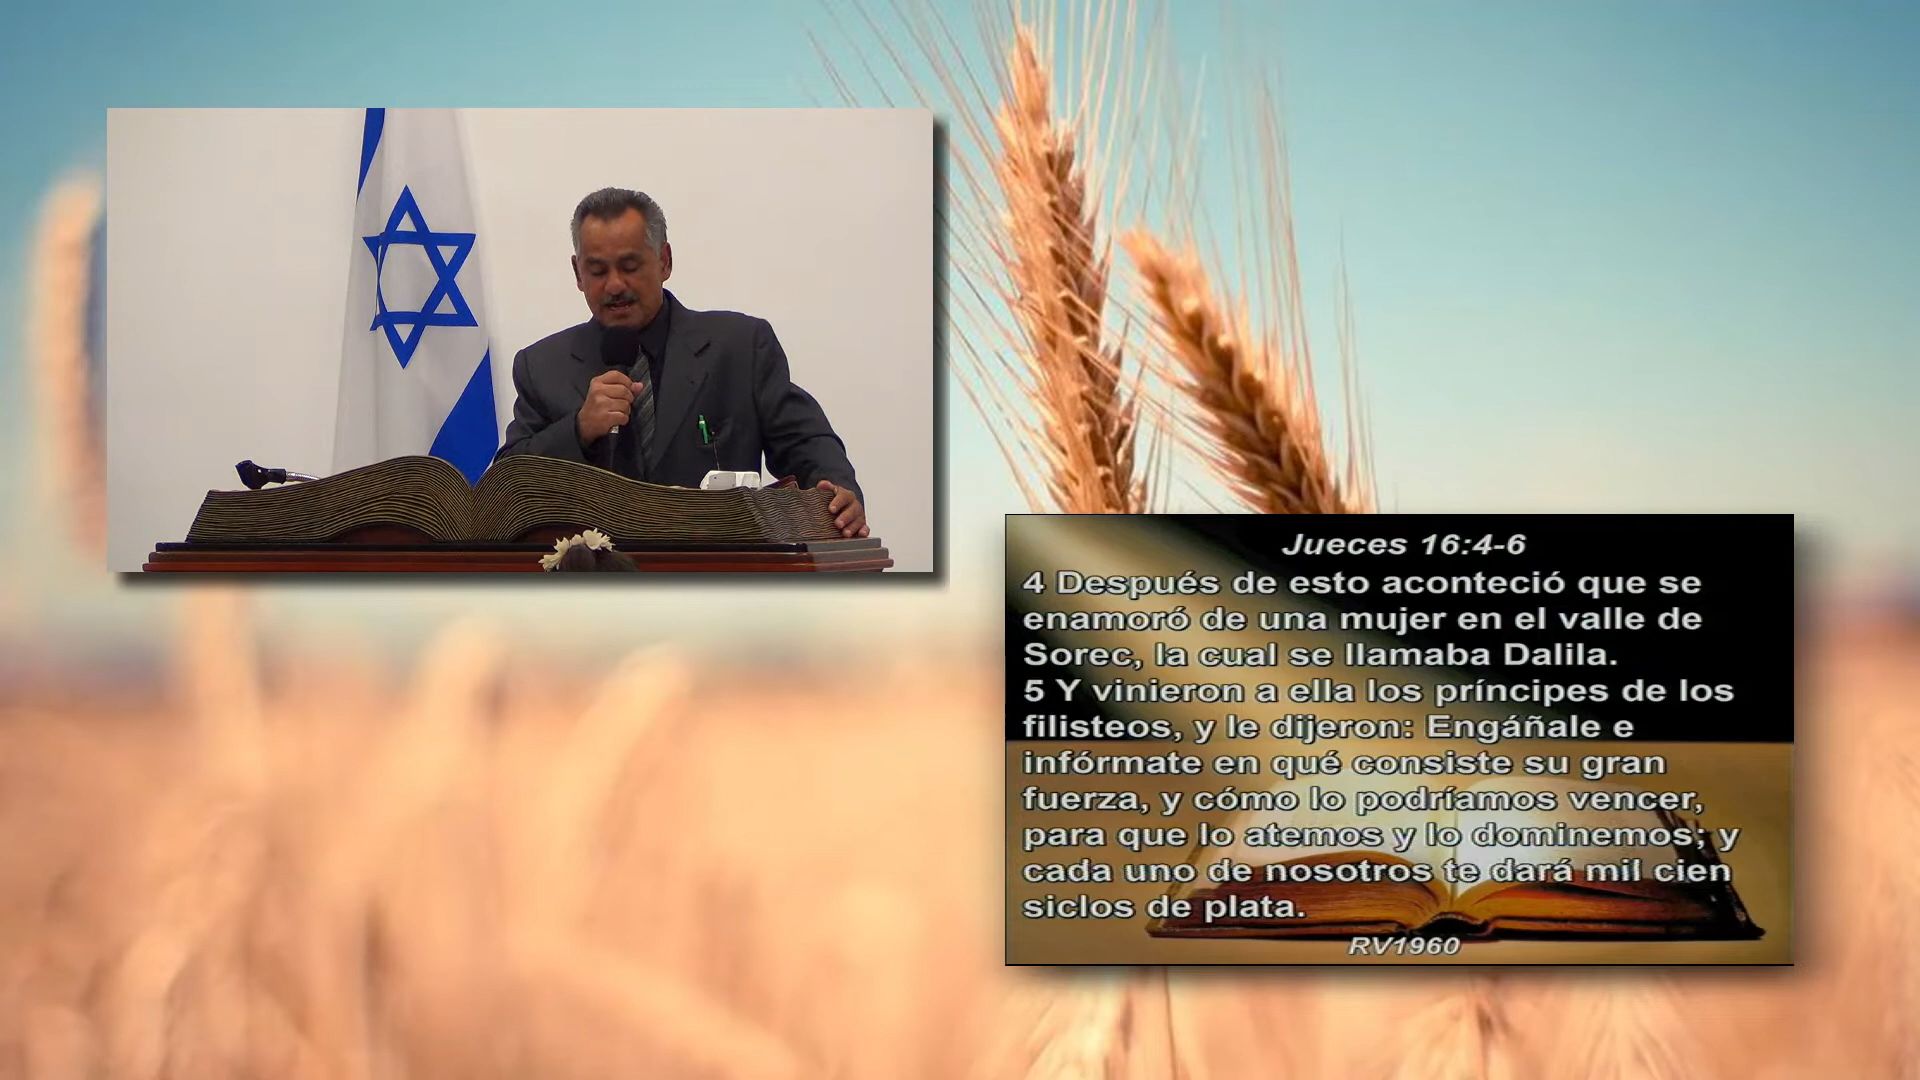 Jueces 16:4-6
4 Después de esto aconteció que se
enamoró de una mujer en el valle de
Sorec, la cual se llamaba Dalila.
5 Y vinieron a ella los príncipes de los
filisteos, y le dijeron: Engáñale e
infórmate en qué consiste su gran
fuerza, y cómo lo podríamos vencer,
para que lo atemos y lo dominemos; y
cada uno de nosotros te dará mil cien
siclos de plata.
RV1960